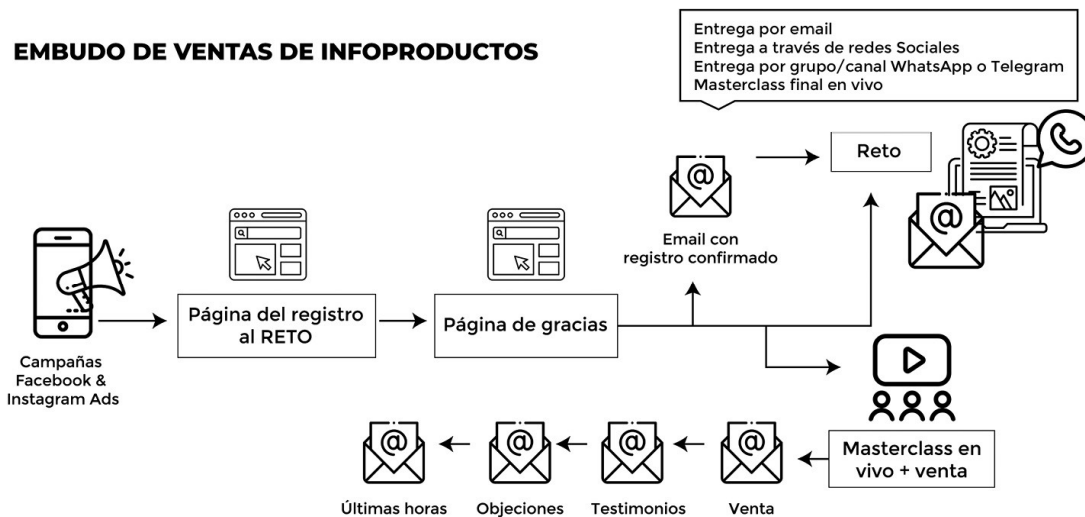 EMBUDO DE VENTAS DE INFOPRODUCTOS
Entrega por email
Entrega a través de redes Sociales
Entrega por grupo/canal WhatsApp o Telegram
Masterclass final en vivo
Reto
@
@
Email con
registro confirmado
Campañas
Facebook &
Instagram Ads
Página del registro
al RETO
Página de gracias
Masterclass en
vivo + venta
@
Venta
@
Testimonios
@
Objeciones
@
Últimas horas